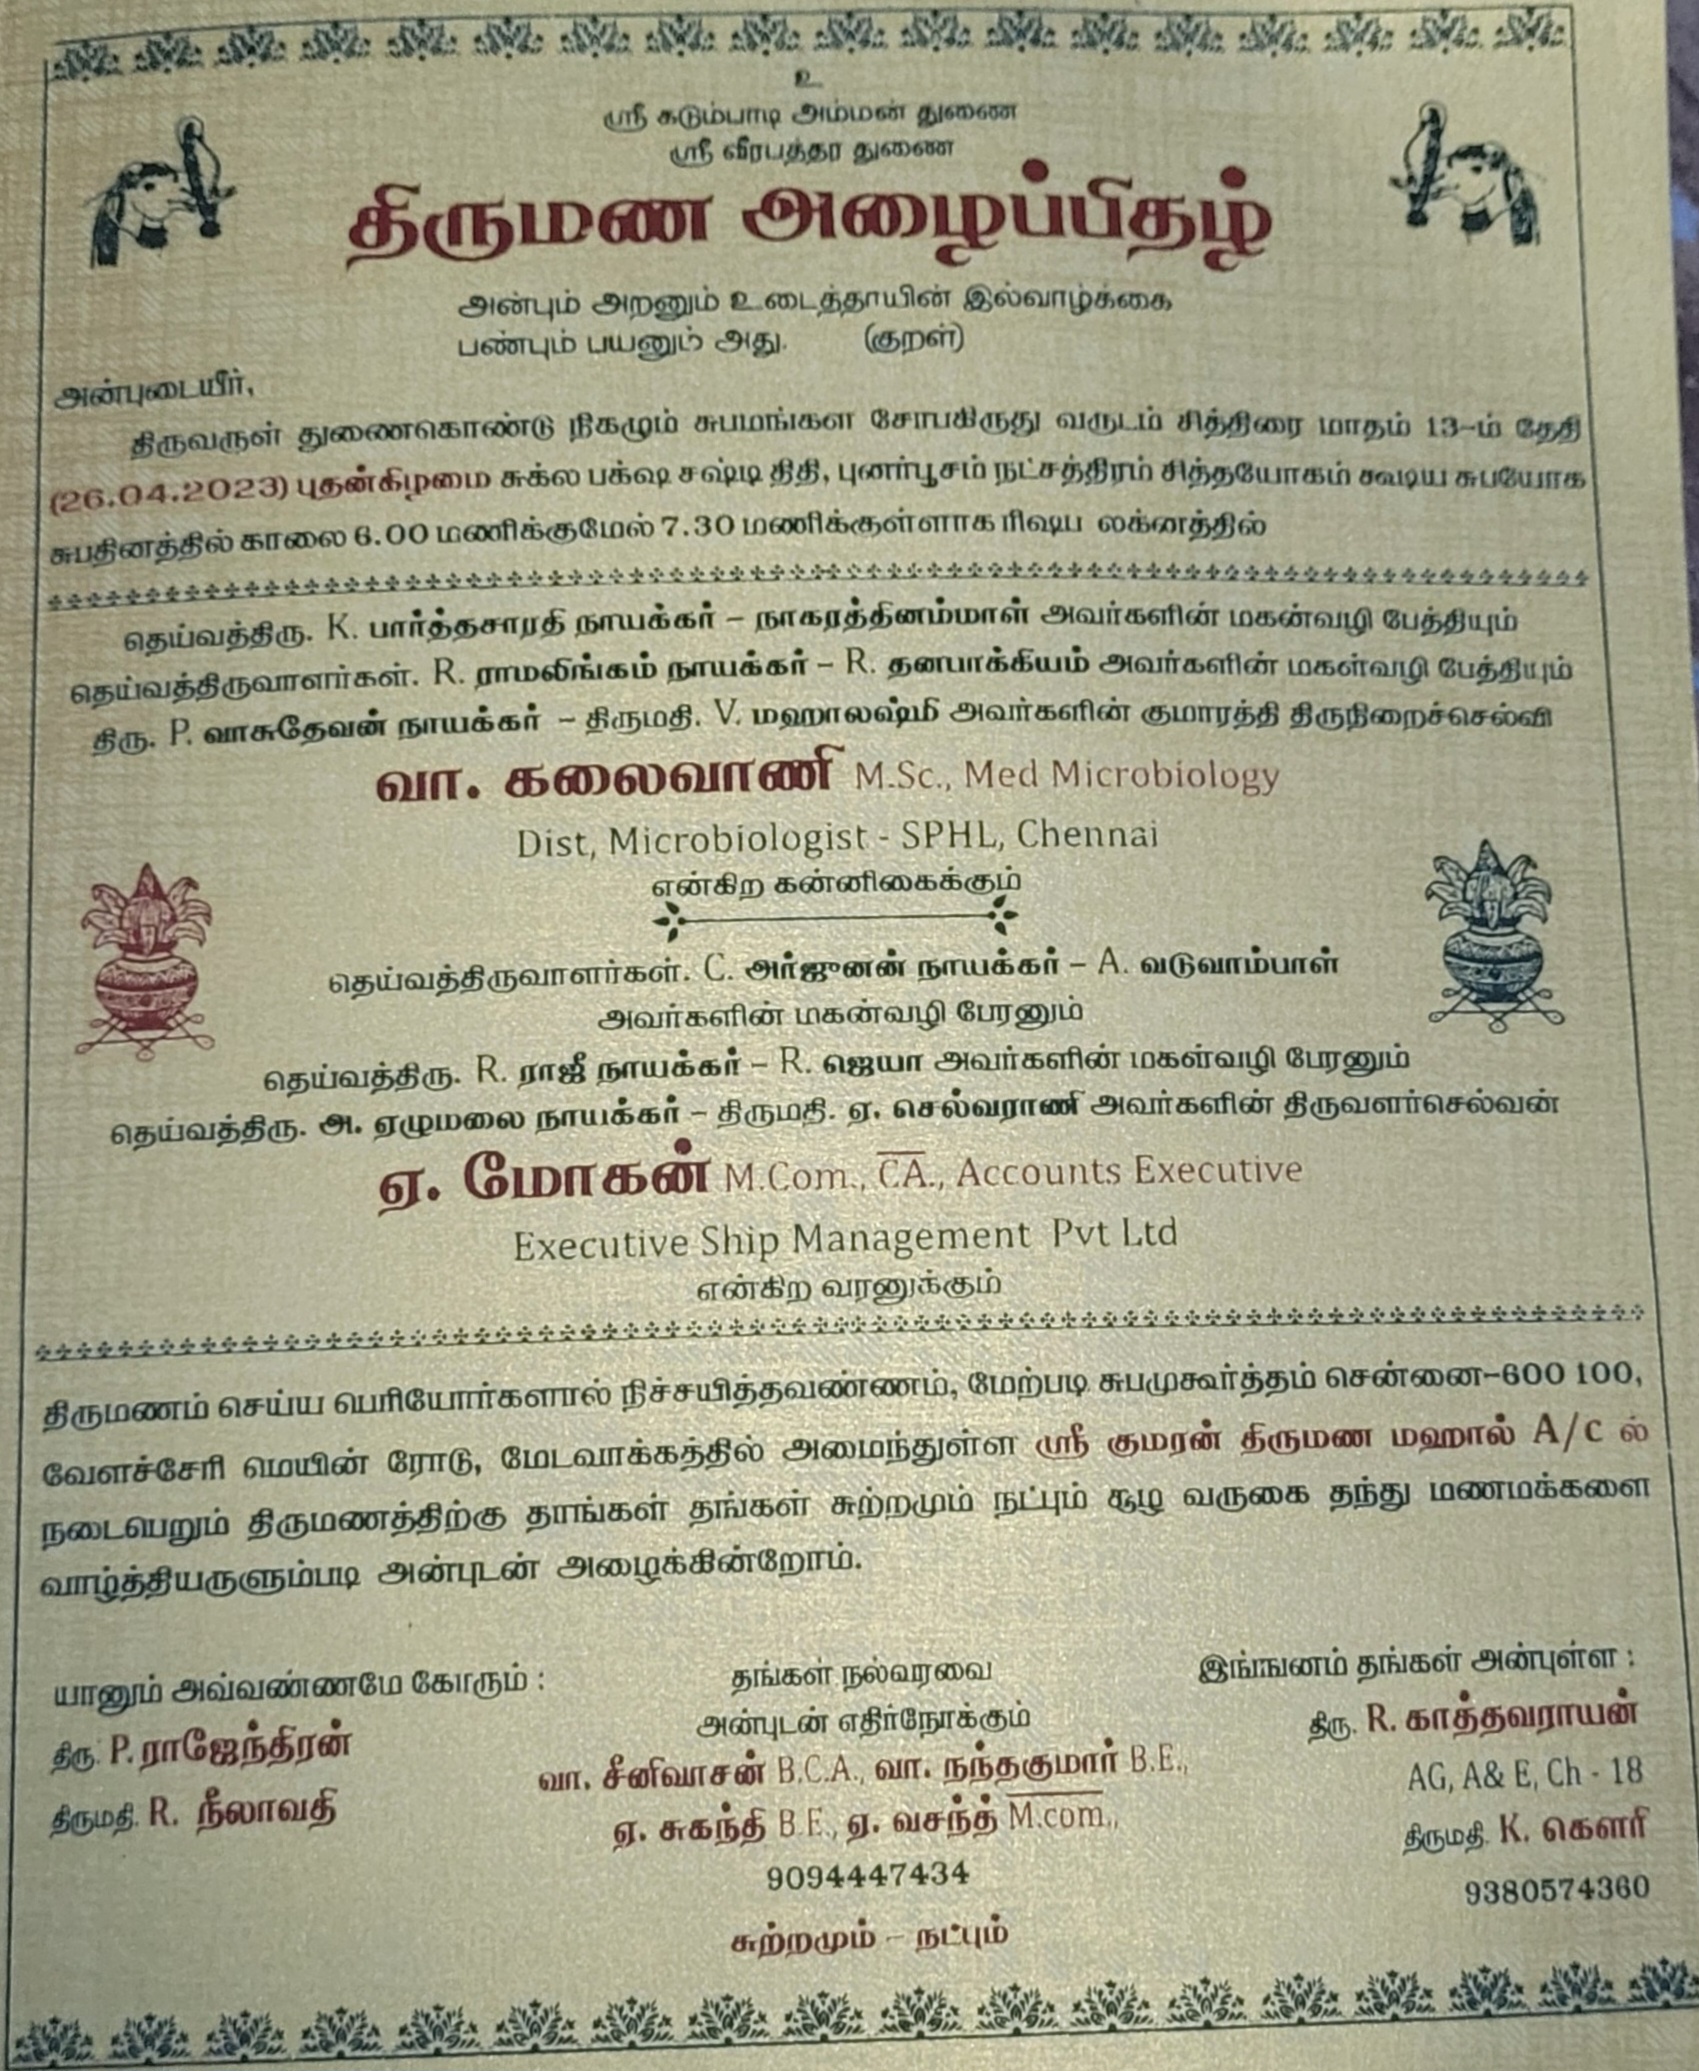 உ
ஸ்ரீ கடும்பாடி அம்மன் துணை
ஸ்ரீ வீரபத்தர துணை
திருமண அழைப்பிதழ்
அன்பும் அறனும் உடைத்தாயின் இல்வாழ்க்கை
பண்பும் பயனும் அது. (குறள்)
அன்புடையீர்,
திருவருள் துணைகொண்டு நிகழும் சுபமங்கள சோபகிருது வருடம் சித்திரை மாதம் 13-ம் தேதி
(26.04.2023) புதன்கிழமை சுக்ல பக்ஷ சஷ்டி திதி, புனர்பூசம் நட்சத்திரம் சித்தயோகம் கூடிய சுபயோக
சுபதினத்தில் காலை 6.00 மணிக்குமேல் 7.30 மணிக்குள்ளாக ரிஷப லக்னத்தில்
தெய்வத்திரு. K. பார்த்தசாரதி நாயக்கர் – நாகரத்தினம்மாள் அவர்களின் மகன்வழி பேத்தியும்
தெய்வத்திருவாளர்கள். R. ராமலிங்கம் நாயக்கர் – R. தனபாக்கியம் அவர்களின் மகள்வழி பேத்தியும்
திரு. P. வாசுதேவன் நாயக்கர் – திருமதி. V. மஹாலஷ்மி அவர்களின் குமாரத்தி திருநிறைச்செல்வி
வா. கலைவாணி M.Sc., Med Microbiology
Dist, Microbiologist - SPHL, Chennai
என்கிற கன்னிகைக்கும்
தெய்வத்திருவாளர்கள். C. அர்ஜுனன் நாயக்கர் – A. வடுவாம்பாள்
அவர்களின் மகன்வழி பேரனும்
தெய்வத்திரு. R. ராஜீ நாயக்கர் – R. ஜெயா அவர்களின் மகள்வழி பேரனும்
தெய்வத்திரு. அ. ஏழுமலை நாயக்கர் – திருமதி. ஏ. செல்வராணி அவர்களின் திருவளர்செல்வன்
ஏ. மோகன் M.Com., CA., Accounts Executive
Executive Ship Management Pvt Ltd
என்கிற வரனுக்கும்
திருமணம் செய்ய பெரியோர்களால் நிச்சயித்தவண்ணம், மேற்படி சுபமுகூர்த்தம் சென்னை-600 100,
வேளச்சேரி மெயின் ரோடு, மேடவாக்கத்தில் அமைந்துள்ள ஸ்ரீ குமரன் திருமண மஹால் A/c ல்
நடைபெறும் திருமணத்திற்கு தாங்கள் தங்கள் சுற்றமும் நட்பும் சூழ வருகை தந்து மணமக்களை
வாழ்த்தியருளும்படி அன்புடன் அழைக்கின்றோம்.
யானும் அவ்வண்ணமே கோரும் :
திரு. P. ராஜேந்திரன்
திருமதி. R. நீலாவதி
தங்கள் நல்வரவை
அன்புடன் எதிர்நோக்கும்
வா. சீனிவாசன் B.C.A., வா. நந்தகுமார் B.E.,
ஏ. சுகந்தி B.E., ஏ. வசந்த் M.com.,
9094447434
சுற்றமும் – நட்பும்
இங்ஙனம் தங்கள் அன்புள்ள :
திரு. R. காத்தவராயன்
AG, A& E, Ch - 18
திருமதி. K. கௌரி
9380574360